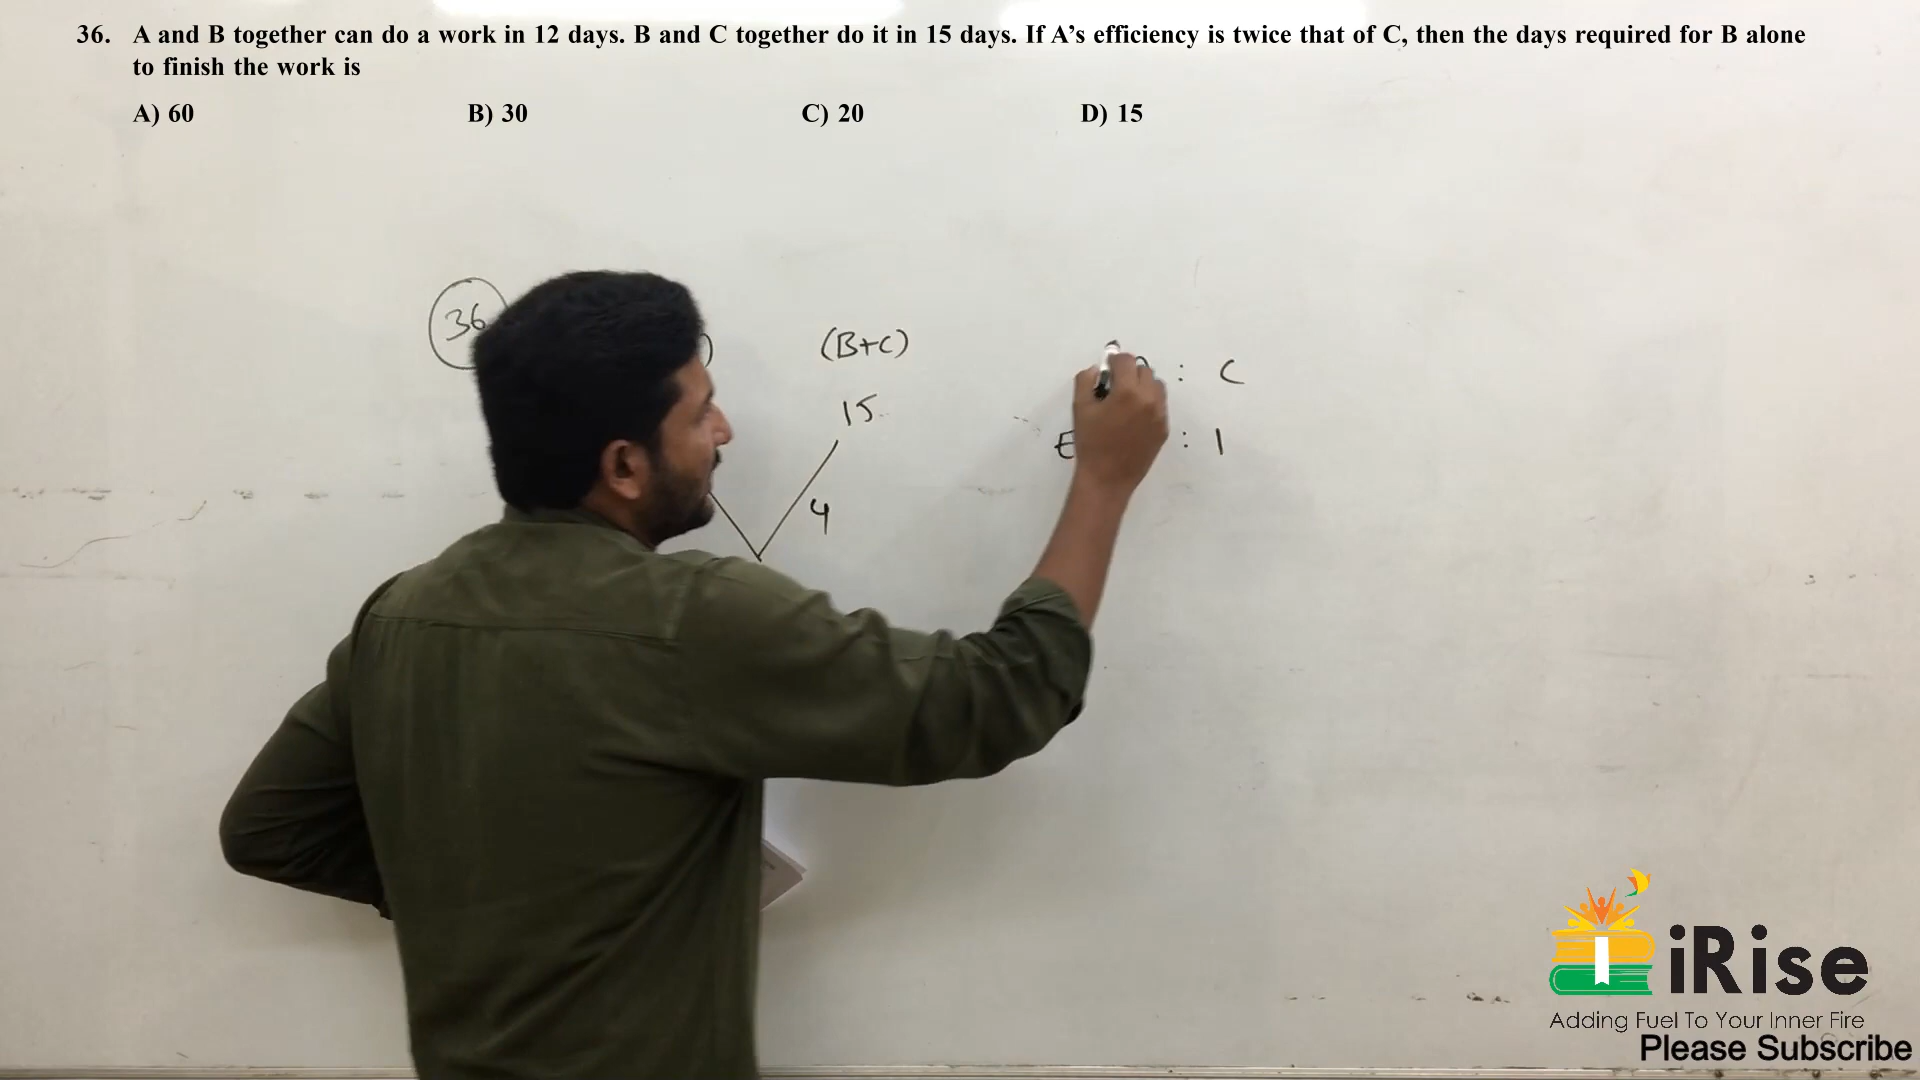 36. A and B together can do a work in 12 days. B and C together do it in 15 days. If A’s efficiency is twice that of C, then the days required for B alone
to finish the work is
A) 60 B) 30 C) 20 D) 15
36 (B+C) : C
15
E : 1
4
iRise
Adding Fuel To Your Inner Fire
Please Subscribe